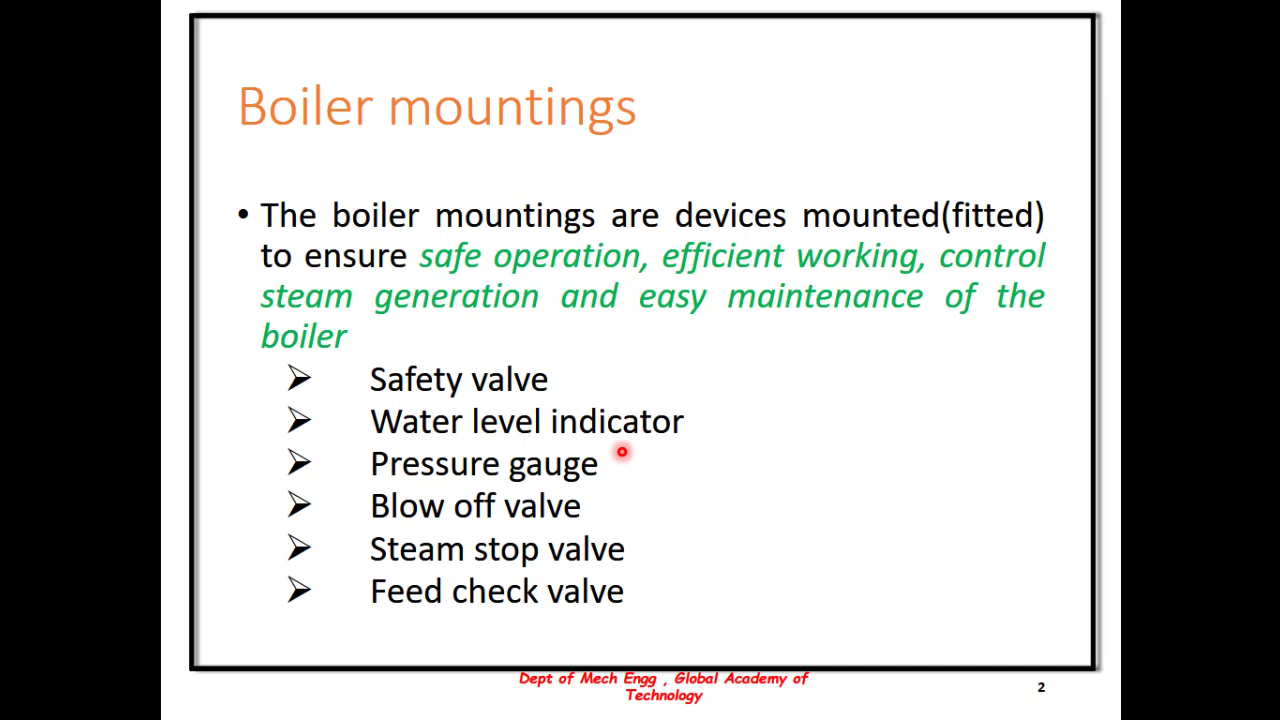 Boiler mountings
• The boiler mountings are devices mounted(fitted)
to ensure safe operation, efficient working, control
steam generation and easy maintenance of the
boiler
➢ Safety valve
➢ Water level indicator
➢ Pressure gauge
➢ Blow off valve
➢ Steam stop valve
➢ Feed check valve
Dept of Mech Engg , Global Academy of
Technology
2